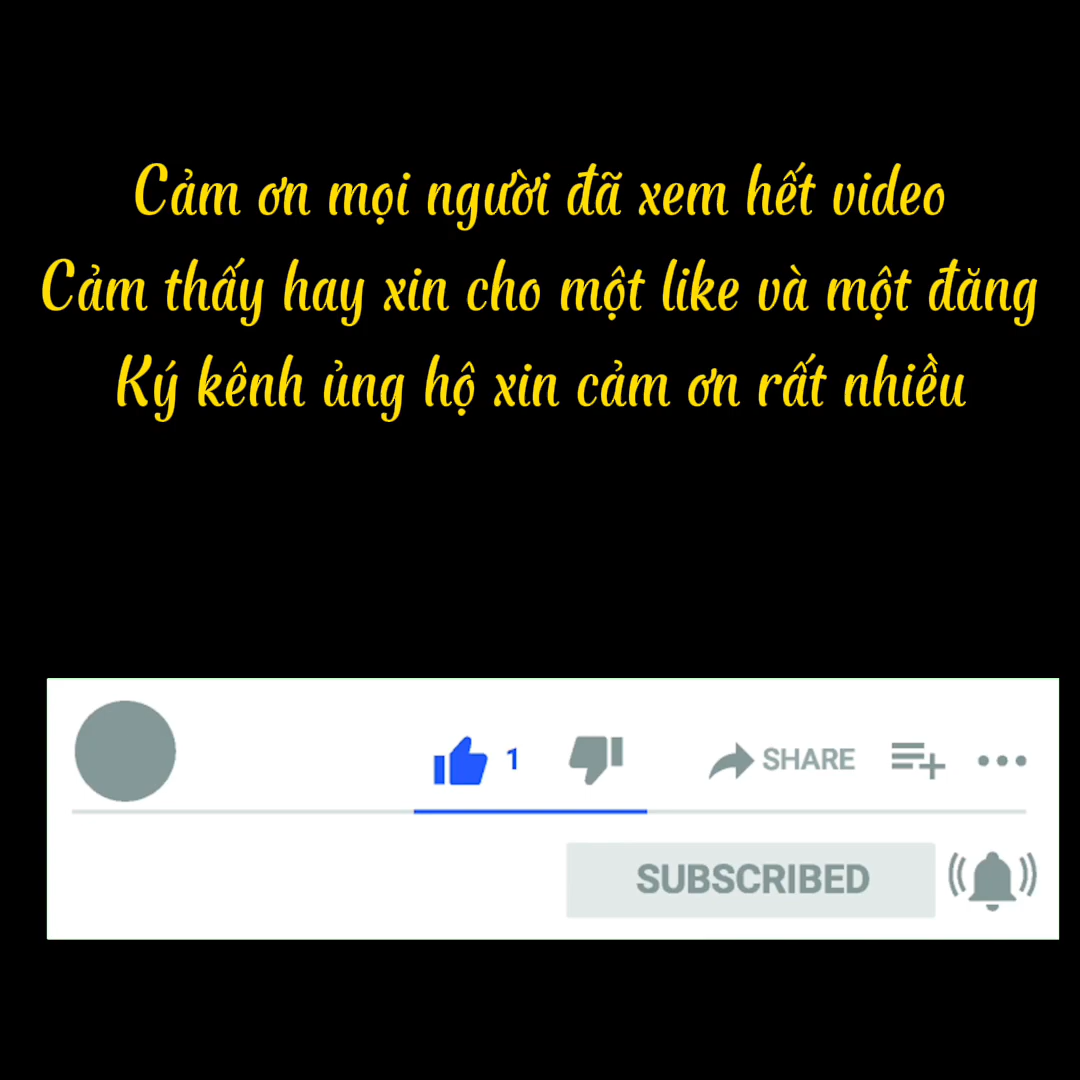 Cảm ơn mọi người đã xem hết video
Cảm thấy hay xin cho một like và một đăng
Ký kênh ủng hộ xin cảm ơn rất nhiều
1
SHARE
SUBSCRIBED